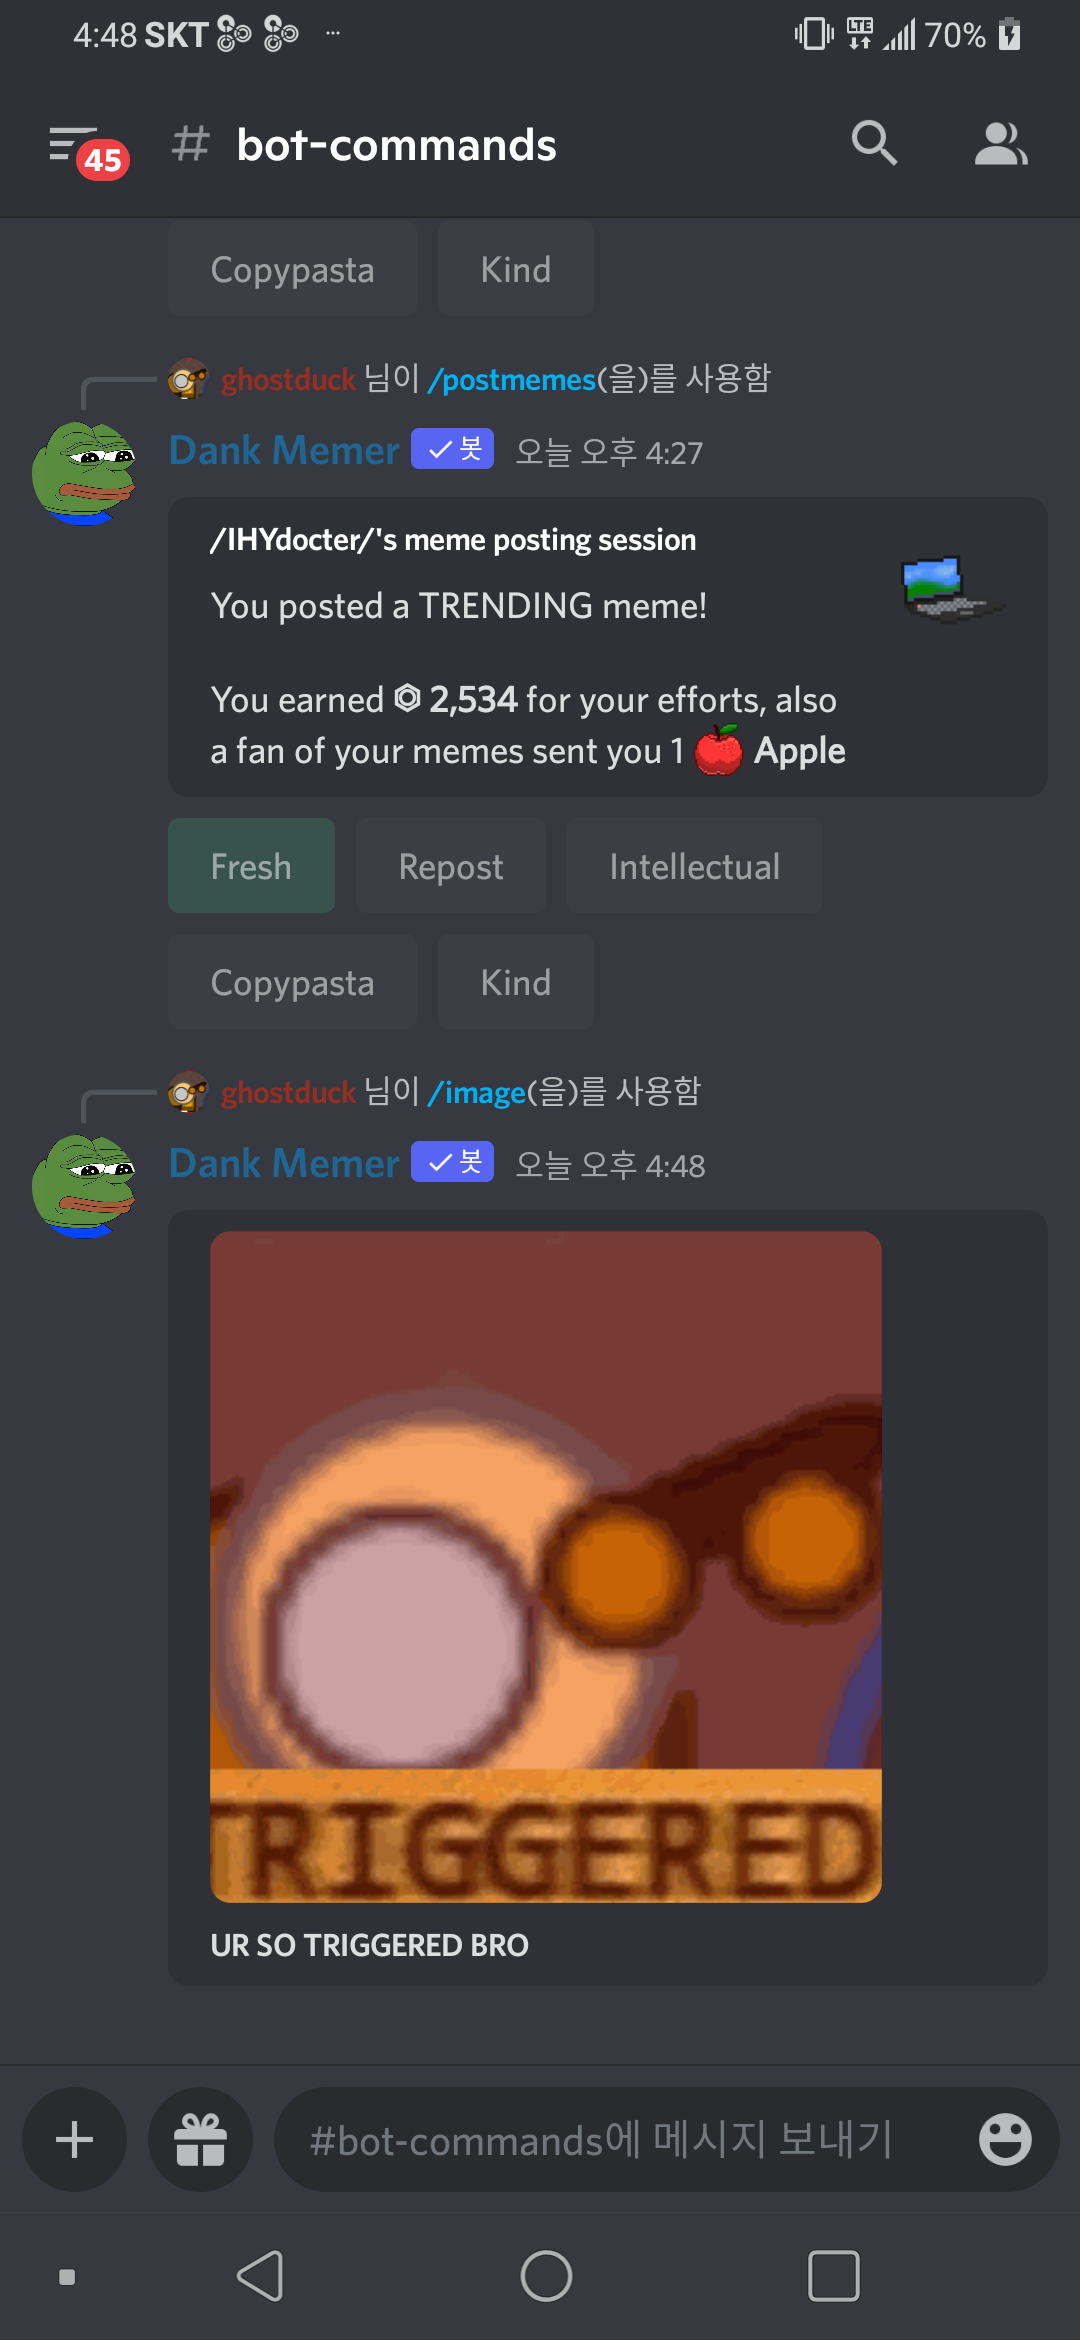 4:48 SKT
LTE 70%
45 # bot-commands
Copypasta Kind
ghostduck 님이 /postmemes(을)를 사용함
Dank Memer ✓ 봇 오늘 오후 4:27
/IHYdocter/'s meme posting session
You posted a TRENDING meme!
You earned 2,534 for your efforts, also
a fan of your memes sent you 1 Apple
Fresh Repost Intellectual
Copypasta Kind
ghostduck 님이 /image(을)를 사용함
Dank Memer ✓ 봇 오늘 오후 4:48
TRIGGERED
UR SO TRIGGERED BRO
#bot-commands에 메시지 보내기